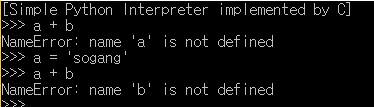 [Simple Python Interpreter implemented by C]
>>> a + b
NameError: name 'a' is not defined
>>> a = 'sogang'
>>> a + b
NameError: name 'b' is not defined
>>>